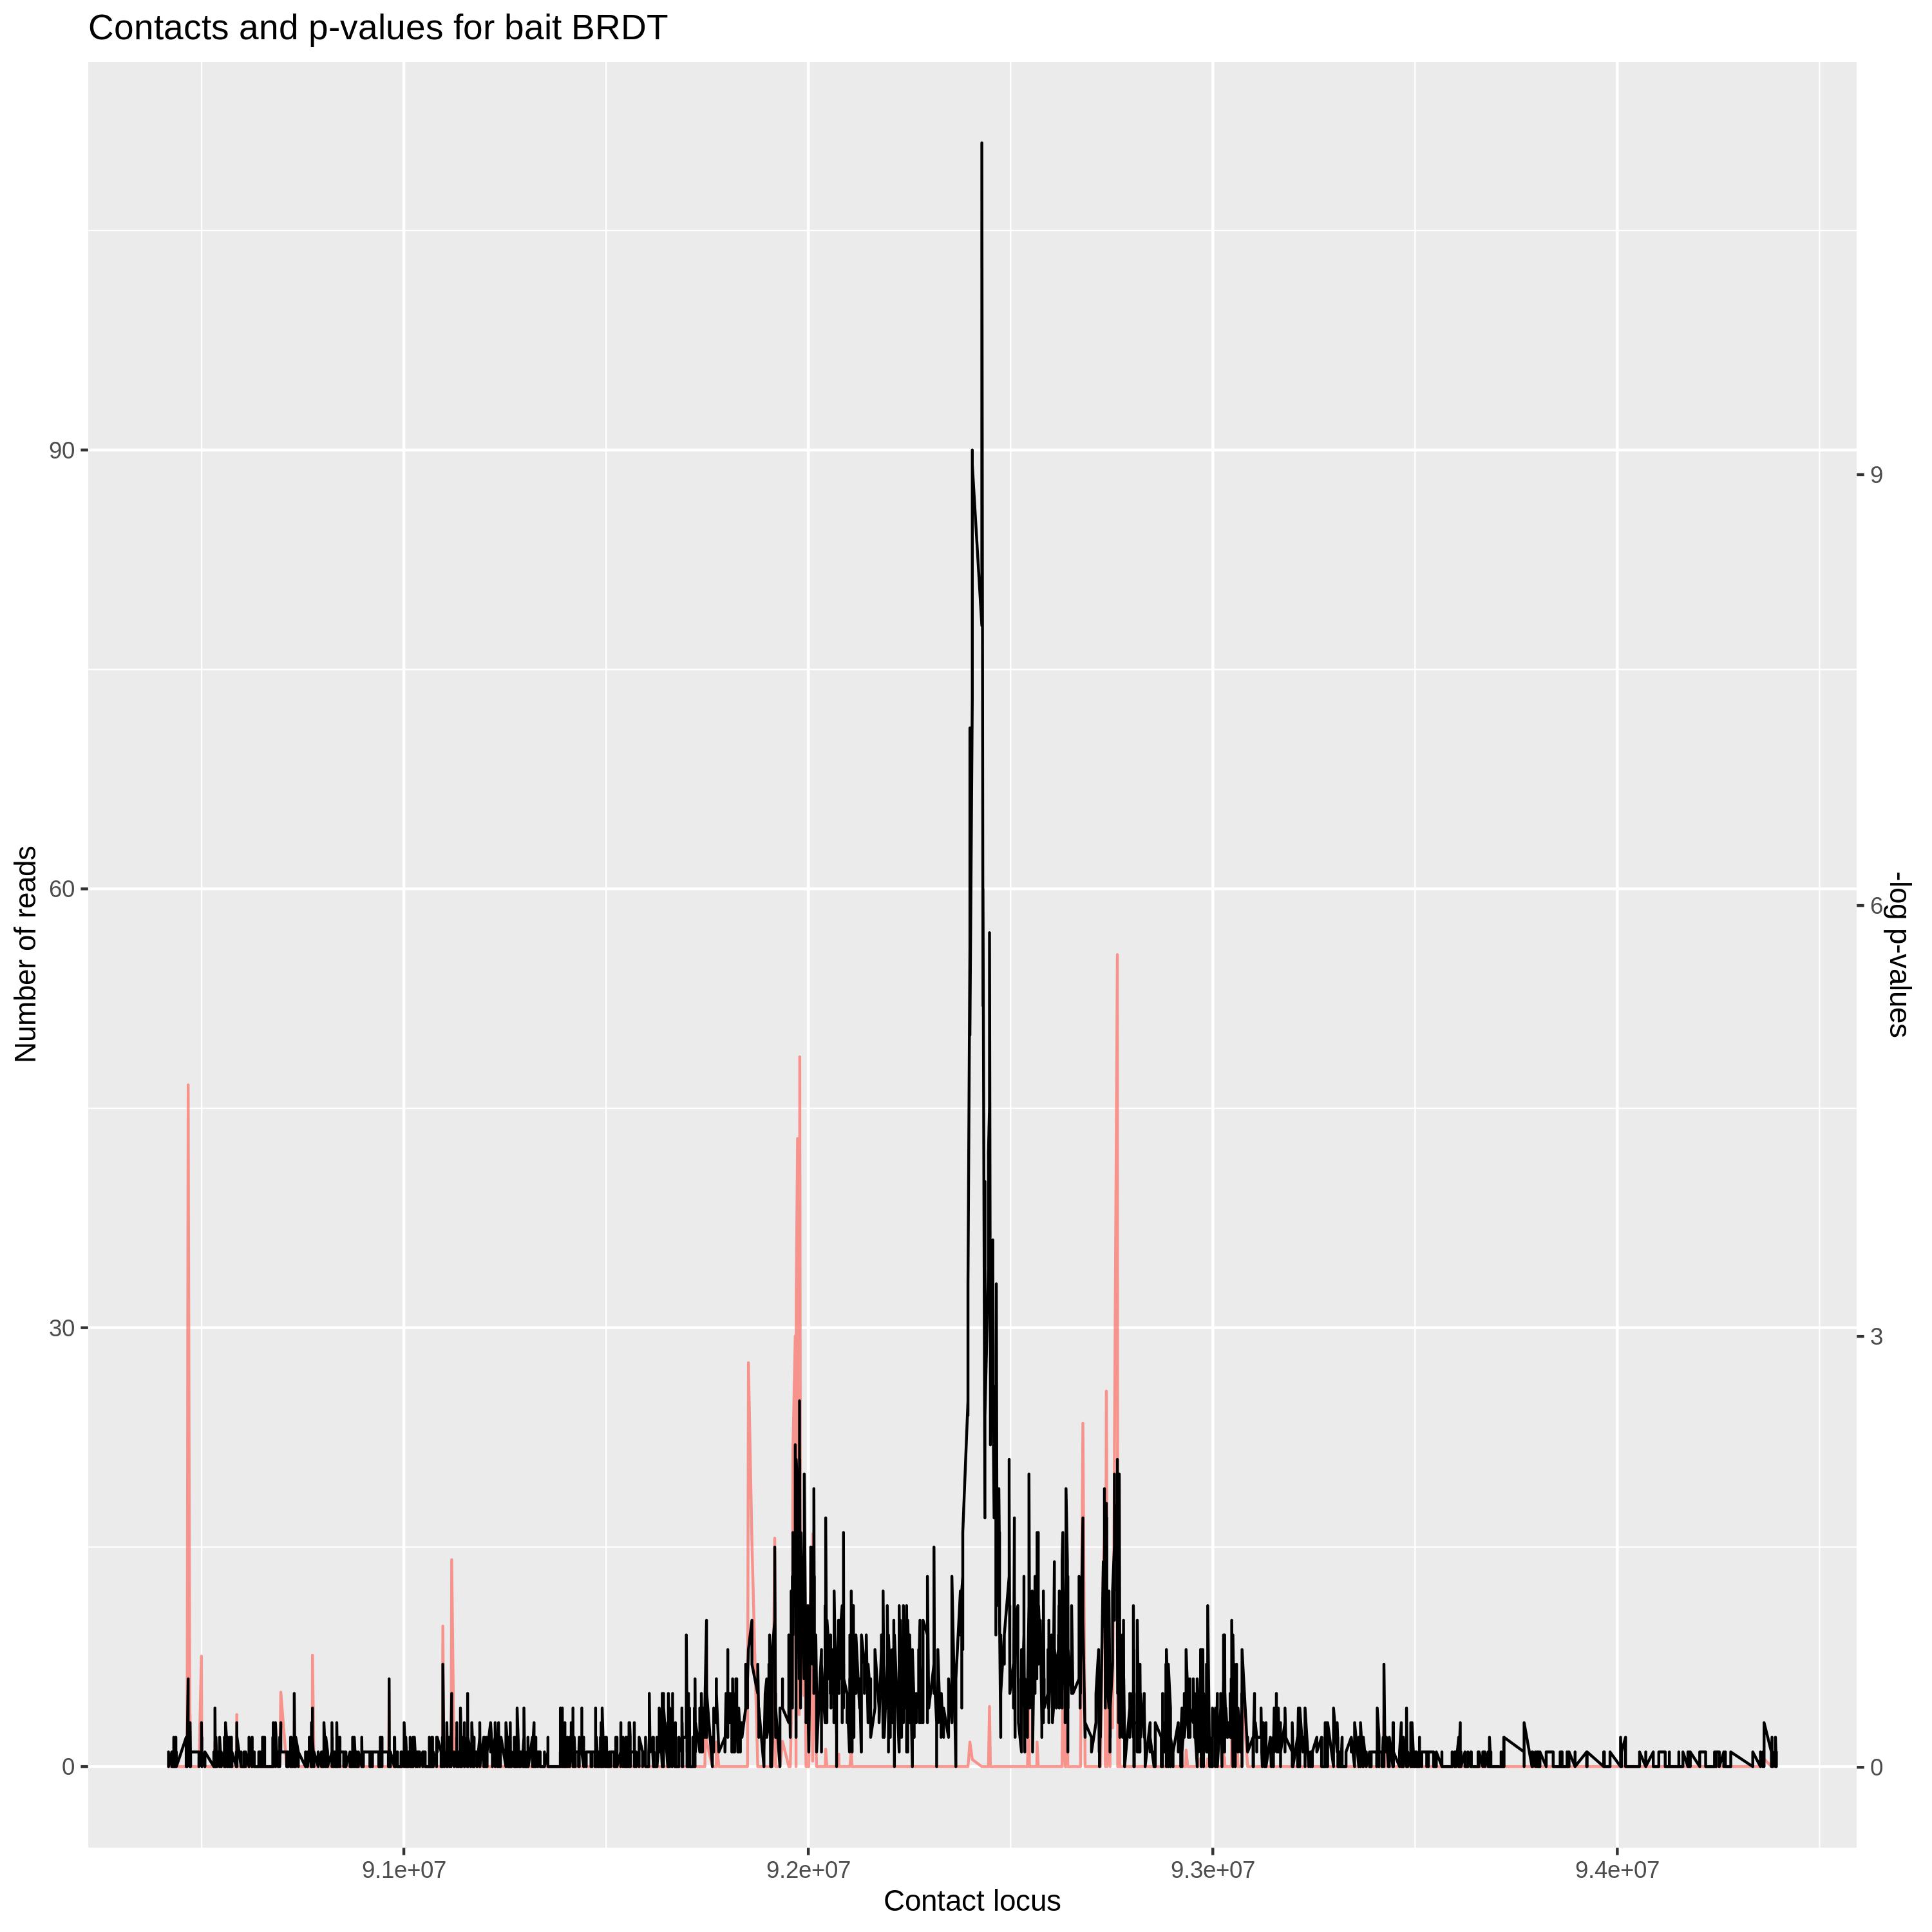 Contacts and p-values for bait BRDT
Number of reads
90
60
30
0
9
6
3
0
-log p-values
9.1e+07 9.2e+07 9.3e+07 9.4e+07
Contact locus